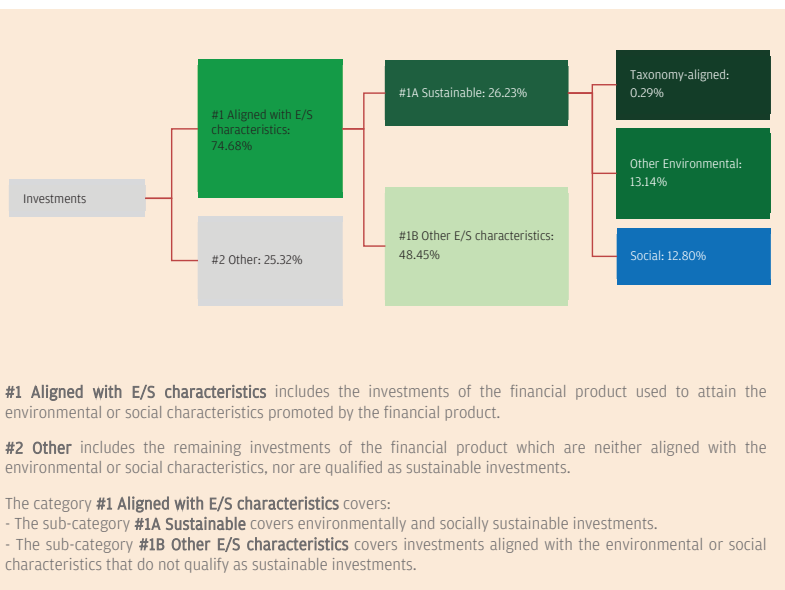 Investments
#1 Aligned with E/S
characteristics:
74.68%
#2 Other: 25.32%
#1A Sustainable: 26.23%
#1B Other E/S characteristics:
48.45%
Taxonomy-aligned:
0.29%
Other Environmental:
13.14%
Social: 12.80%
#1 Aligned with E/S characteristics includes the investments of the financial product used to attain the
environmental or social characteristics promoted by the financial product.
#2 Other includes the remaining investments of the financial product which are neither aligned with the
environmental or social characteristics, nor are qualified as sustainable investments.
The category #1 Aligned with E/S characteristics covers:
- The sub-category #1A Sustainable covers environmentally and socially sustainable investments.
- The sub-category #1B Other E/S characteristics covers investments aligned with the environmental or social
characteristics that do not qualify as sustainable investments.